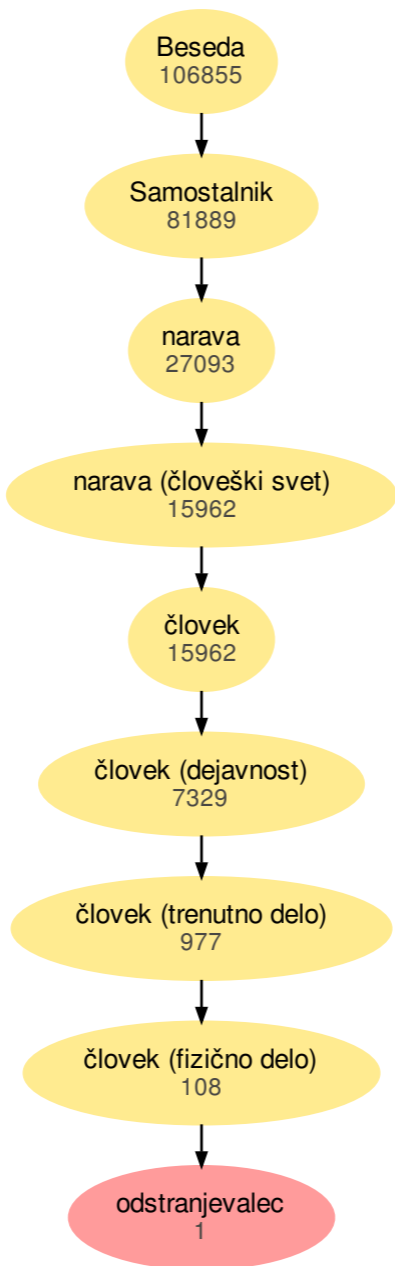 Beseda
106855
Samostalnik
81889
narava
27093
narava (človeški svet)
15962
človek
15962
človek (dejavnost)
7329
človek (trenutno delo)
977
človek (fizično delo)
108
odstranjevalec
1